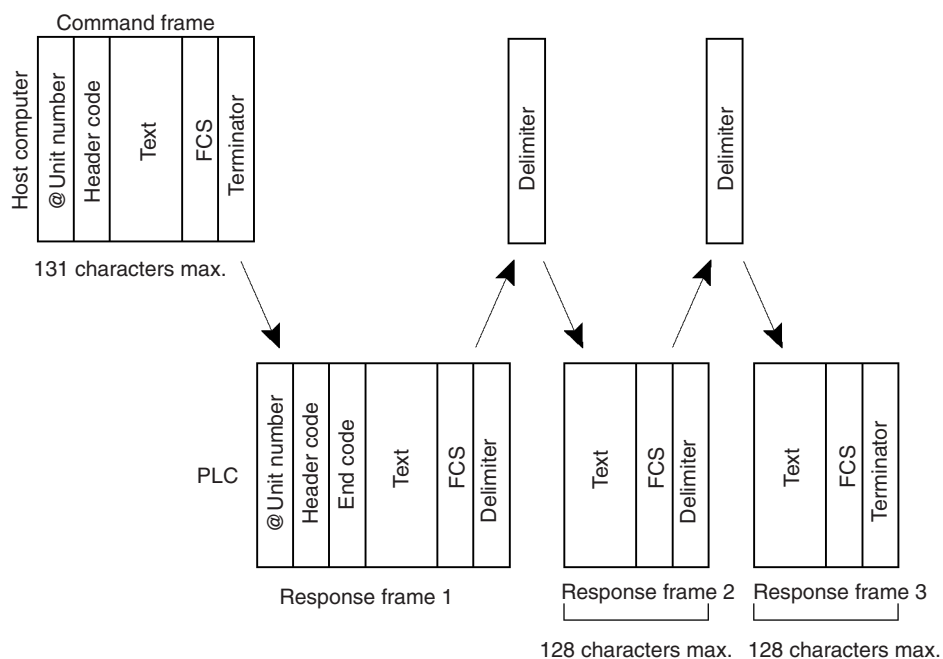 Command frame
Host computer
@ Unit number
Header code
Text
FCS
Terminator
131 characters max.
Delimiter
Delimiter
PLC
@ Unit number
Header code
End code
Text
FCS
Delimiter
Response frame 1
Text
FCS
Delimiter
Response frame 2
128 characters max.
Text
FCS
Terminator
Response frame 3
128 characters max.